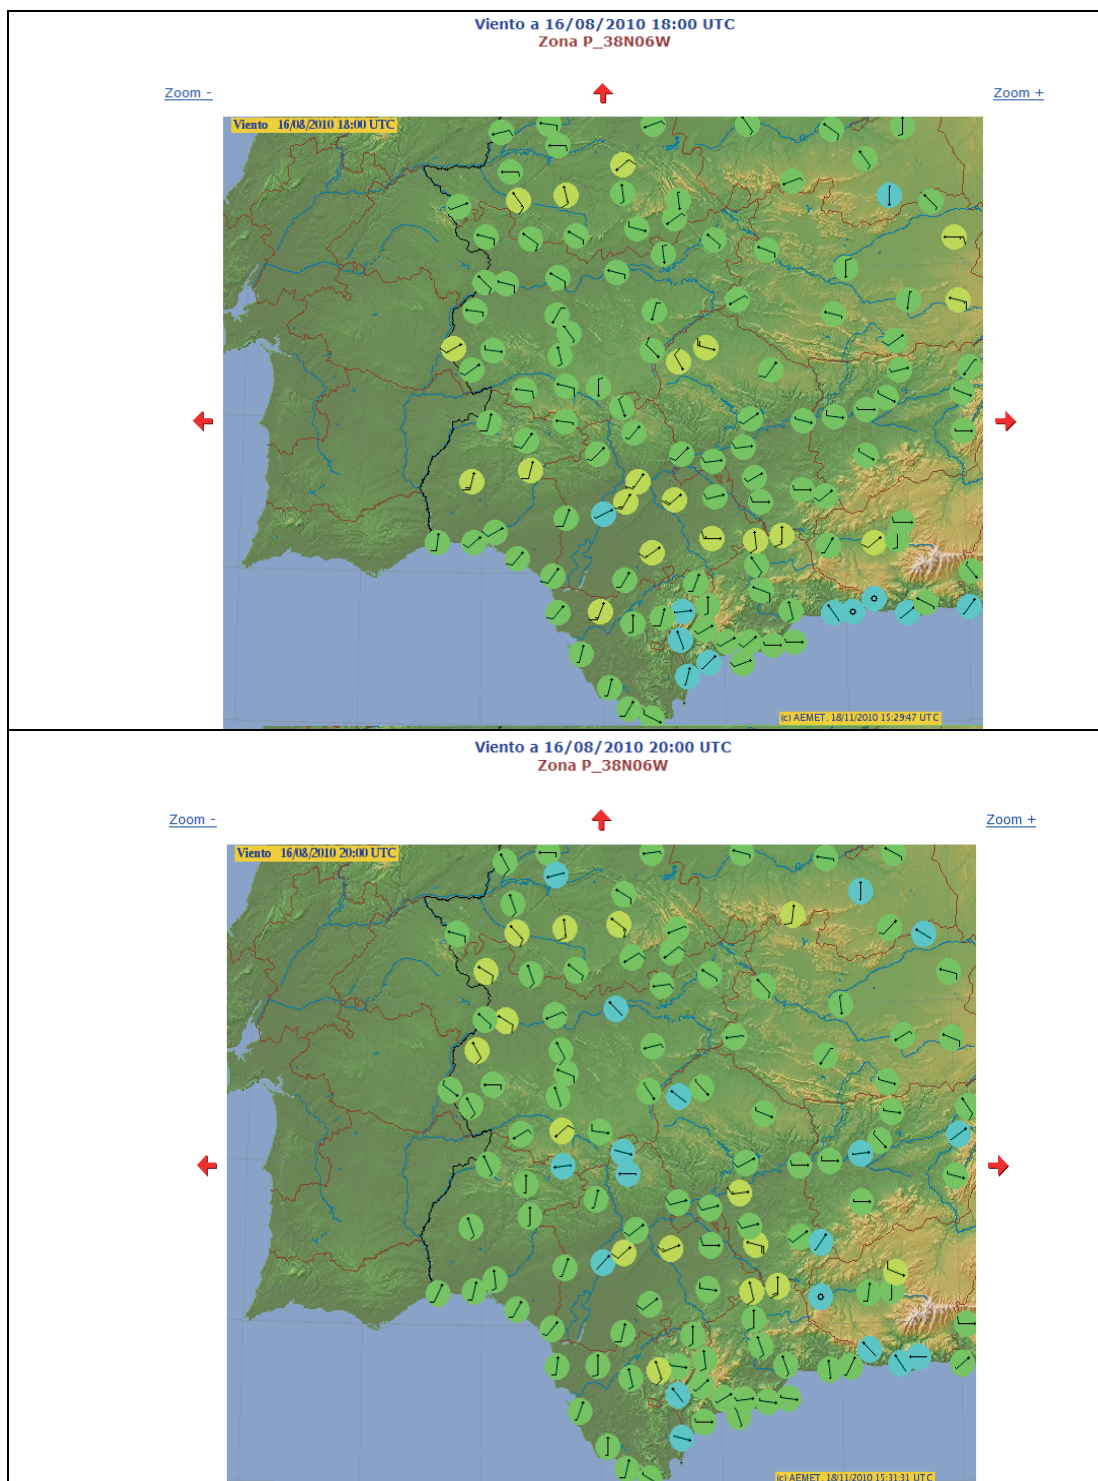 Viento a 16/08/2010 18:00 UTC
Zona P_38N06W
Zoom - Zoom +
Viento 16/08/2010 18:00 UTC
(c) AEMET. 18/11/2010 15:29:47 UTC
Viento a 16/08/2010 20:00 UTC
Zona P_38N06W
Zoom - Zoom +
Viento 16/08/2010 20:00 UTC
(c) AEMET. 18/11/2010 15:31:31 UTC